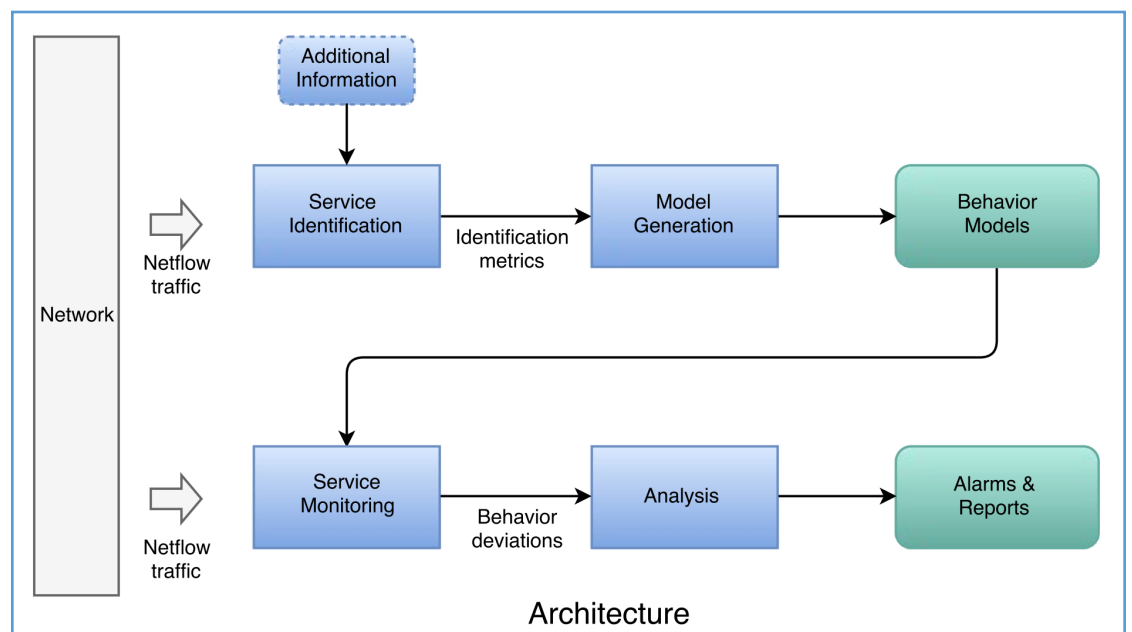 Additional
Information
Service
Identification
Model
Generation
Behavior
Models
Identification
metrics
Netflow
traffic
Network
Service
Monitoring
Analysis
Alarms &
Reports
Behavior
deviations
Netflow
traffic
Architecture